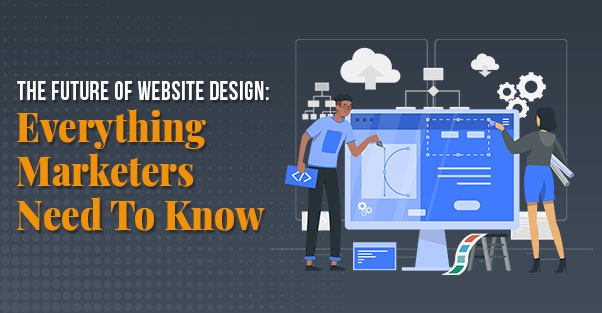 THE FUTURE OF WEBSITE DESIGN:
Everything
Marketers
Need To Know
</>